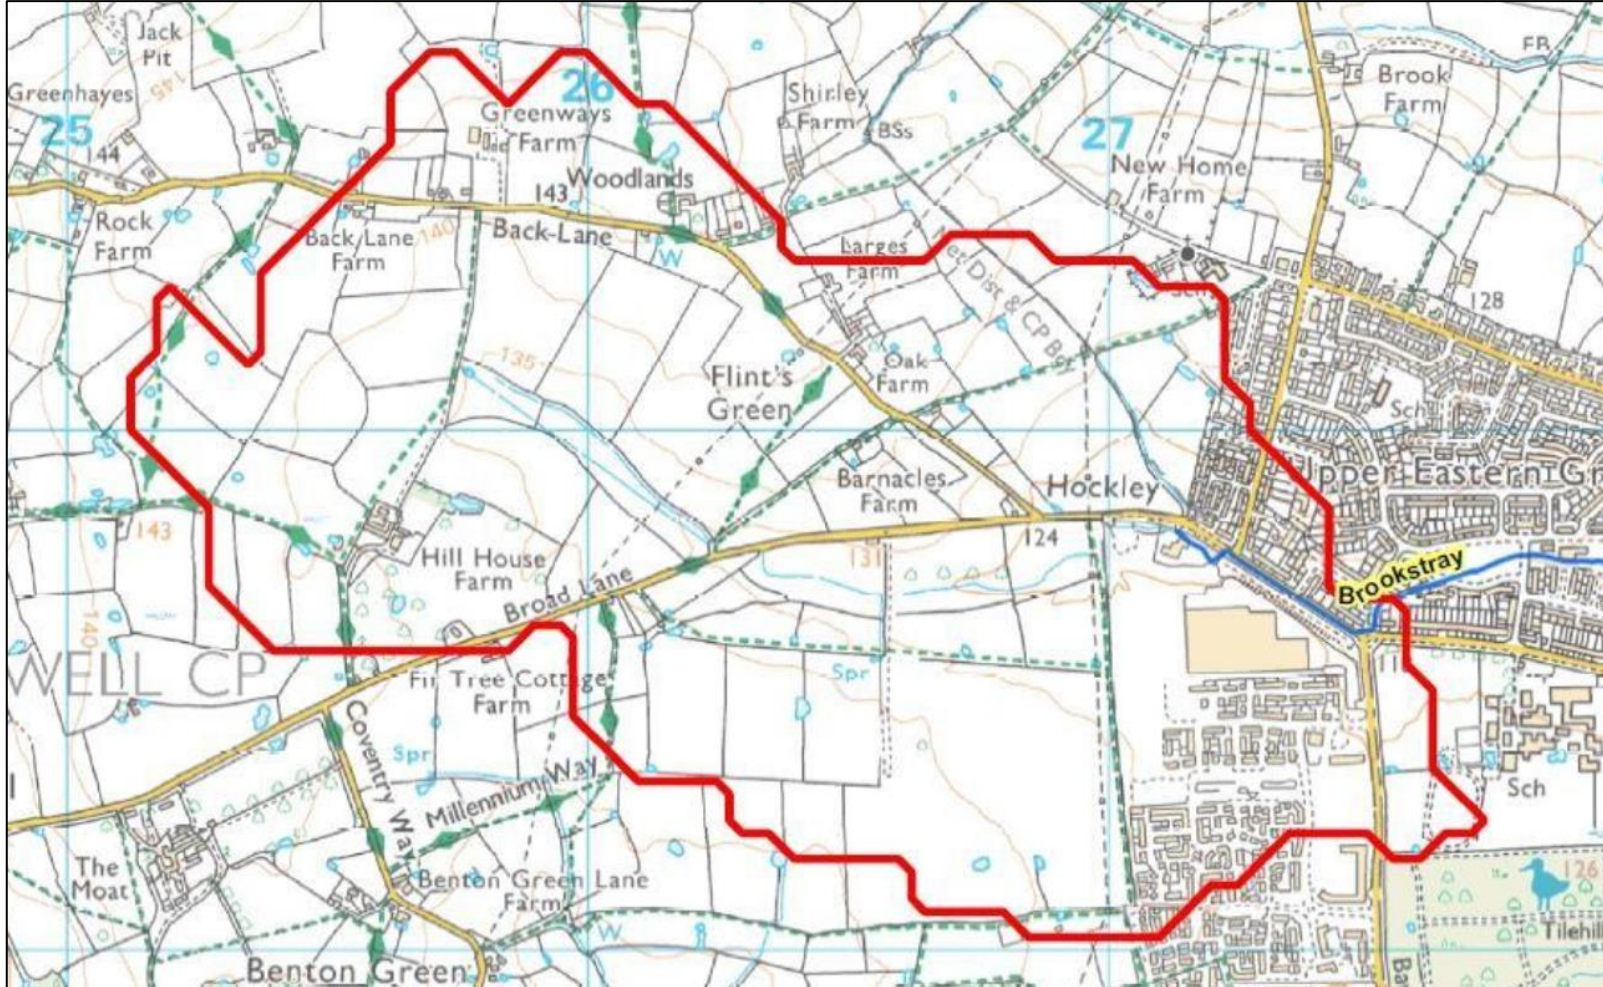 Jack
Pit
Greenhayes
145
25
144
26
Greenways
Farm
Shirley
Farm
BSs
27
FB
Brook
Farm
New Home
Farm
Woodlands
143
Rock
Farm
Back Lane
Farm
140
Back Lane
W
Larges
Farm
Met Dist & CP B
Sch
128
135
Flint's
Green
Oak
Farm
Sch
Barnacles
Farm
Hockley
Upper Eastern Gr
143
Hill House
Farm
Broad Lane
131
124
Brookstray
140
WELL CP
Fir Tree Cottage
Farm
Spr
11
Spr
Coventry Way
Millennium Way
Sch
The
Moat
Benton Green Lane
Farm
126
W
Tilehill
Benton Green
Ba